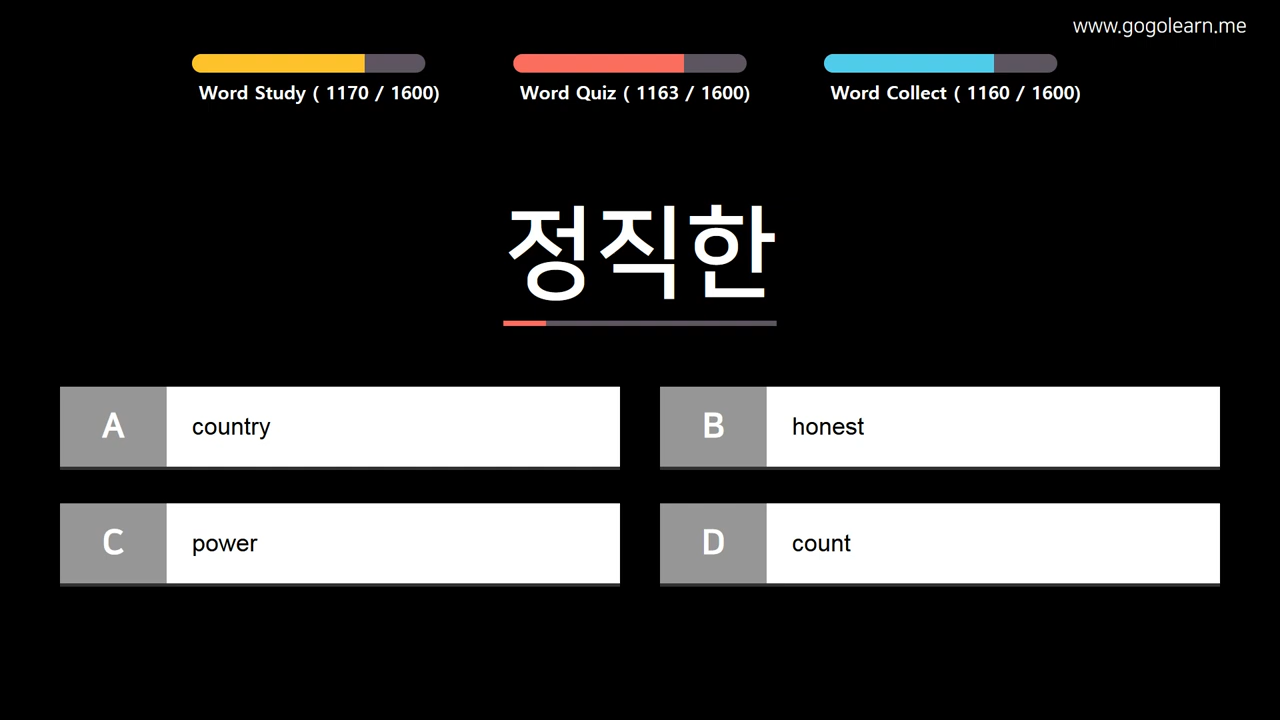 www.gogolearn.me
Word Study ( 1170 / 1600)
Word Quiz ( 1163 / 1600)
Word Collect ( 1160 / 1600)
정직한
A country
B honest
C power
D count